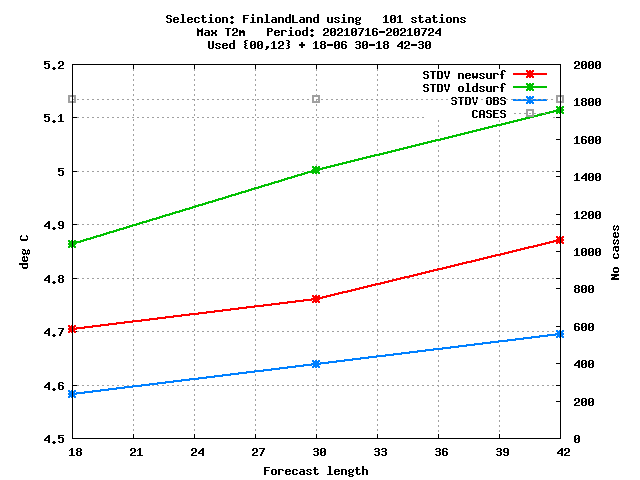 Selection: FinlandLand using   101 stations
Max T2m   Period: 20210716-20210724
Used {00,12} + 18-06 30-18 42-30
5.2
5.1
5
4.9
4.8
4.7
4.6
4.5
deg C
2000
1800
1600
1400
1200
1000
800
600
400
200
0
No cases
STDV newsurf
STDV oldsurf
STDV OBS
CASES
18 21 24 27 30 33 36 39 42
Forecast length